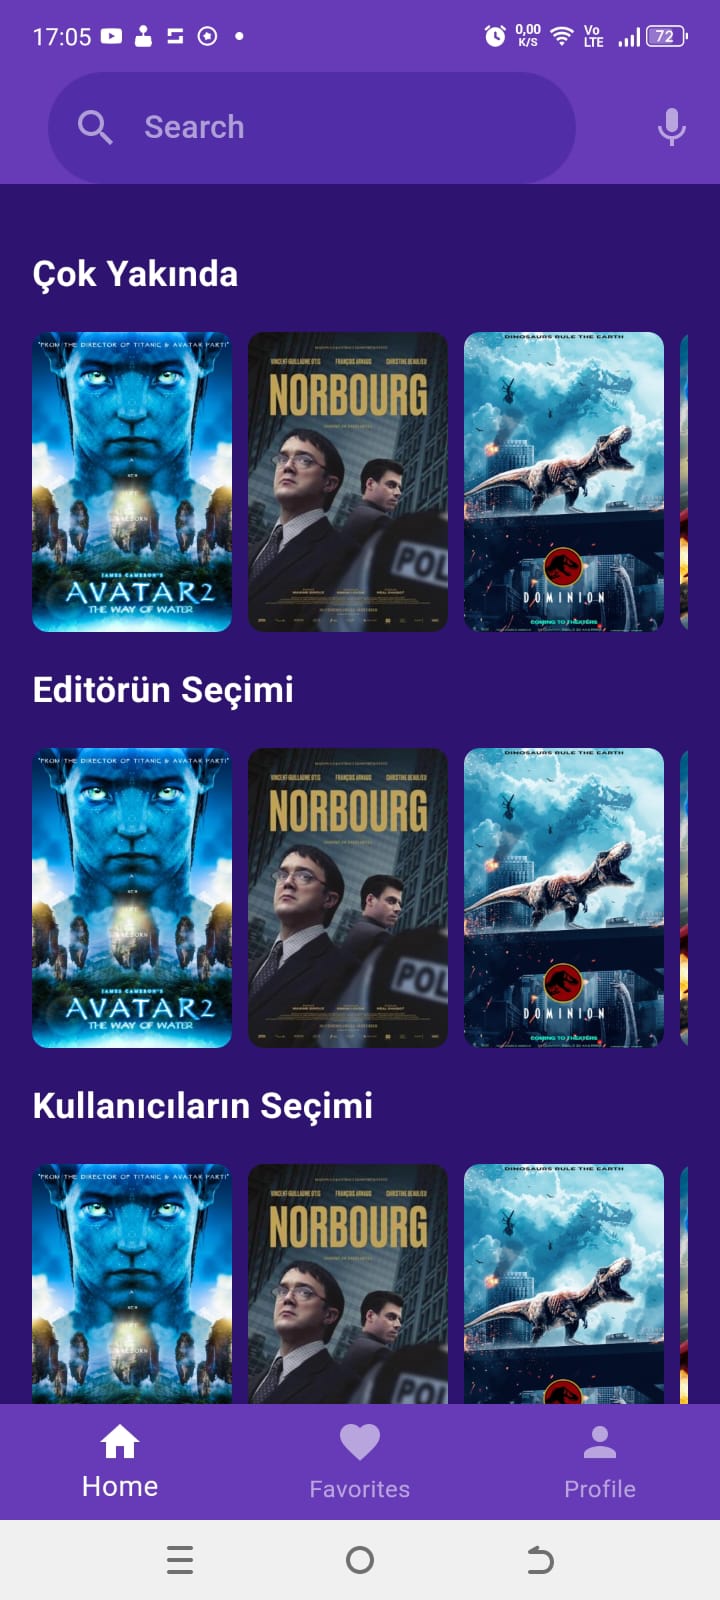 17:05
0,00
K/S
Vo
LTE
72
Search
Çok Yakında
"FROM THE DIRECTOR OF TITANIC & AVATAR PART1"
JAMES CAMERON'S
AVATAR 2
THE WAY OF WATER
VINCENT-GUILLAUME OTIS FRANÇOIS ARNAUD CHRISTINE BEAULIEU
NORBOURG
POL
DINOSAURS RULE THE EARTH
DOMINION
COMING TO THEATERS
Editörün Seçimi
"FROM THE DIRECTOR OF TITANIC & AVATAR PART1"
JAMES CAMERON'S
AVATAR 2
THE WAY OF WATER
VINCENT-GUILLAUME OTIS FRANÇOIS ARNAUD CHRISTINE BEAULIEU
NORBOURG
POL
DINOSAURS RULE THE EARTH
DOMINION
COMING TO THEATERS
Kullanıcıların Seçimi
"FROM THE DIRECTOR OF TITANIC & AVATAR PART1"
VINCENT-GUILLAUME OTIS FRANÇOIS ARNAUD CHRISTINE BEAULIEU
NORBOURG
POL
DINOSAURS RULE THE EARTH
Home
Favorites
Profile